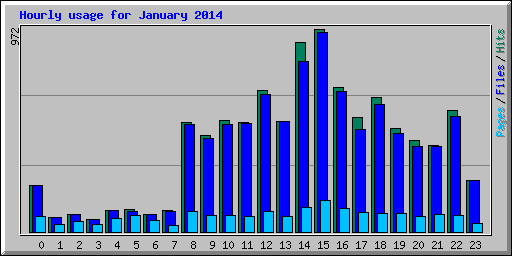 Hourly usage for January 2014
972
Pages/Files/Hits
0 1 2 3 4 5 6 7 8 9 10 11 12 13 14 15 16 17 18 19 20 21 22 23